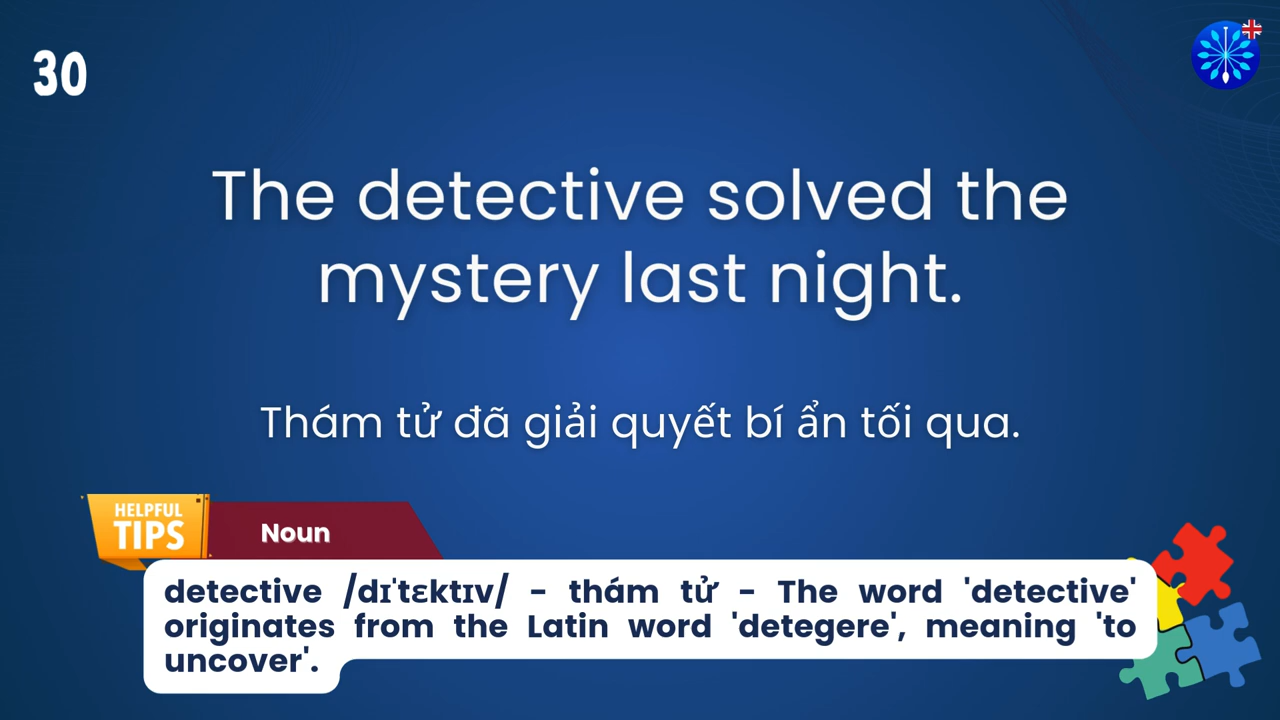 30
The detective solved the
mystery last night.
Thám tử đã giải quyết bí ẩn tối qua.
HELPFUL
TIPS
Noun
detective /dɪˈtɛktɪv/ - thám tử - The word 'detective'
originates from the Latin word 'detegere', meaning 'to
uncover'.